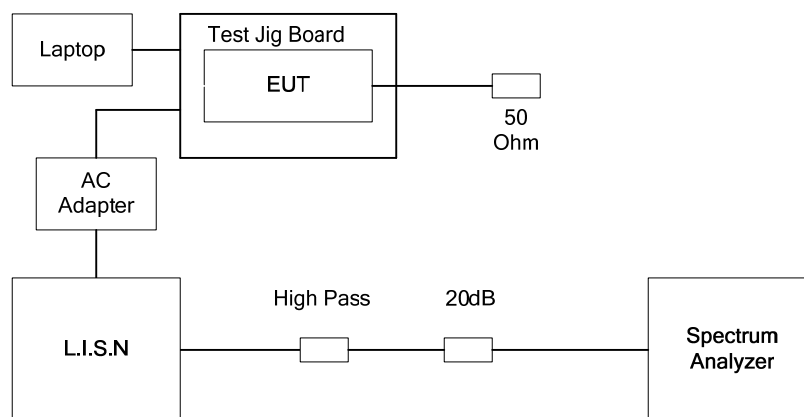 Laptop
Test Jig Board
EUT
50
Ohm
AC
Adapter
L.I.S.N
High Pass
20dB
Spectrum
Analyzer